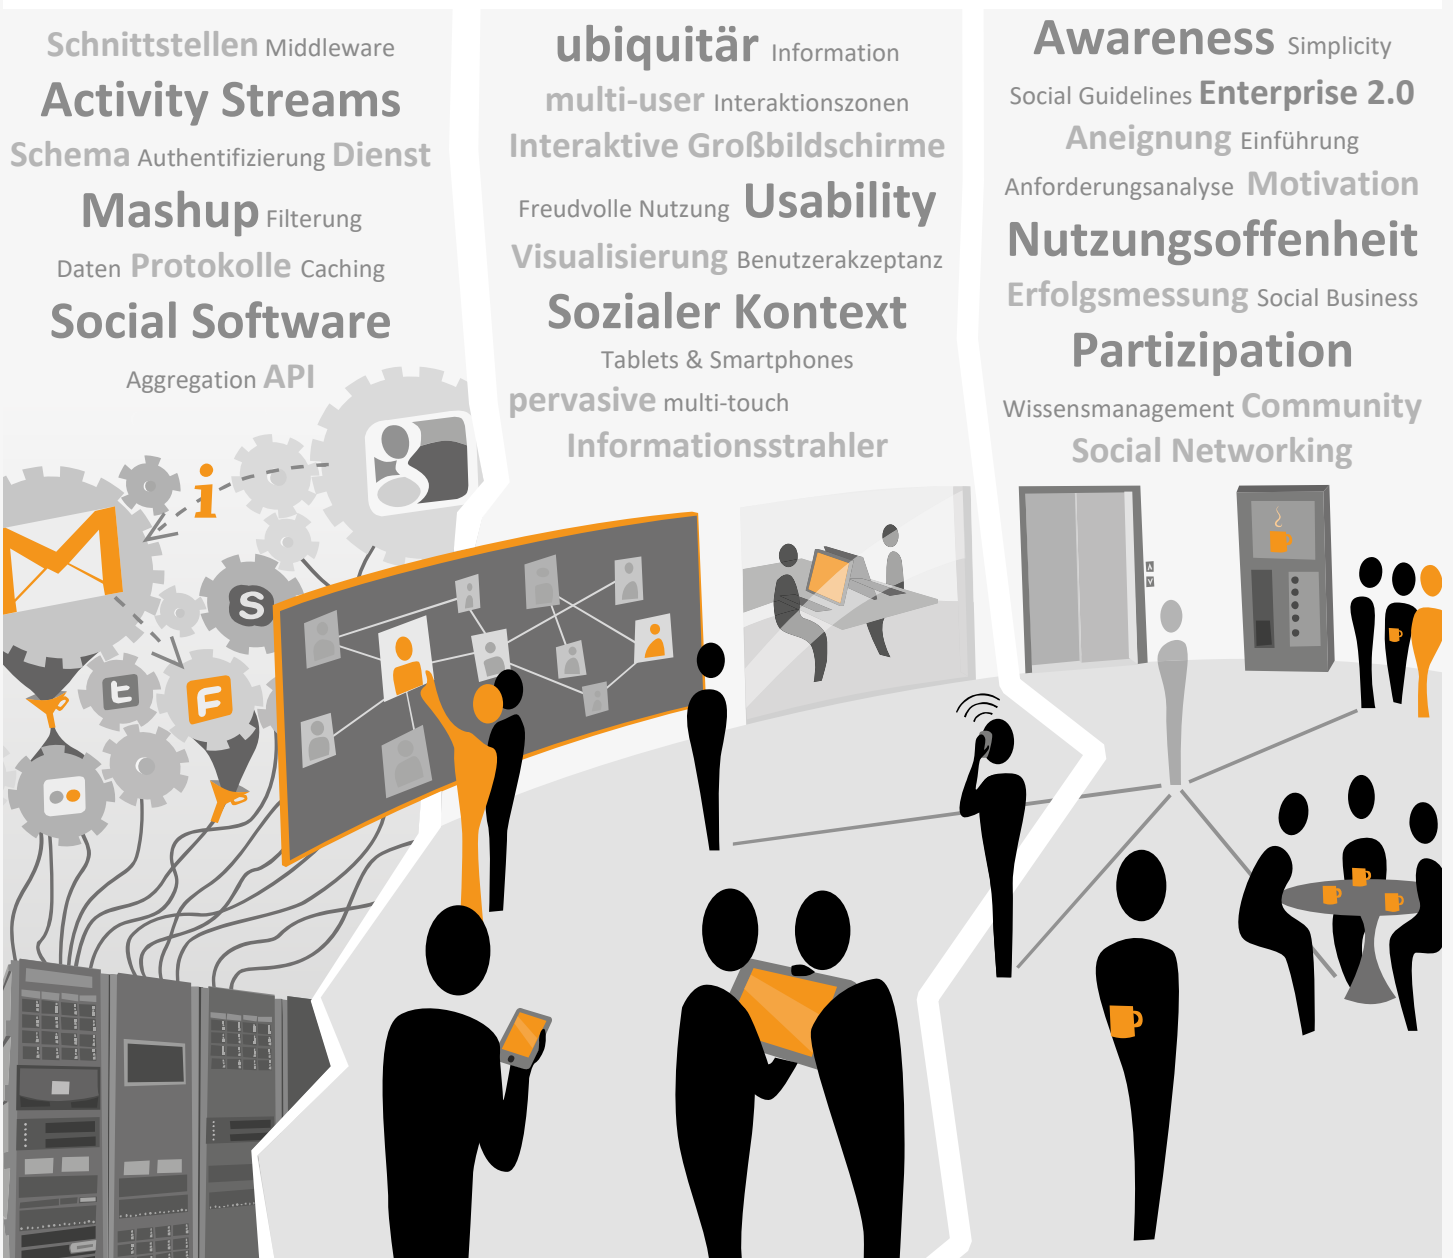 Schnittstellen Middleware
Activity Streams
Schema Authentifizierung Dienst
Mashup Filterung
Daten Protokolle Caching
Social Software
Aggregation API
ubiquitär Information
multi-user Interaktionszonen
Interaktive Großbildschirme
Freudvolle Nutzung Usability
Visualisierung Benutzerakzeptanz
Sozialer Kontext
Tablets & Smartphones
pervasive multi-touch
Informationsstrahler
Awareness Simplicity
Social Guidelines Enterprise 2.0
Aneignung Einführung
Anforderungsanalyse Motivation
Nutzungsoffenheit
Erfolgsmessung Social Business
Partizipation
Wissensmanagement Community
Social Networking
i
S
t
F